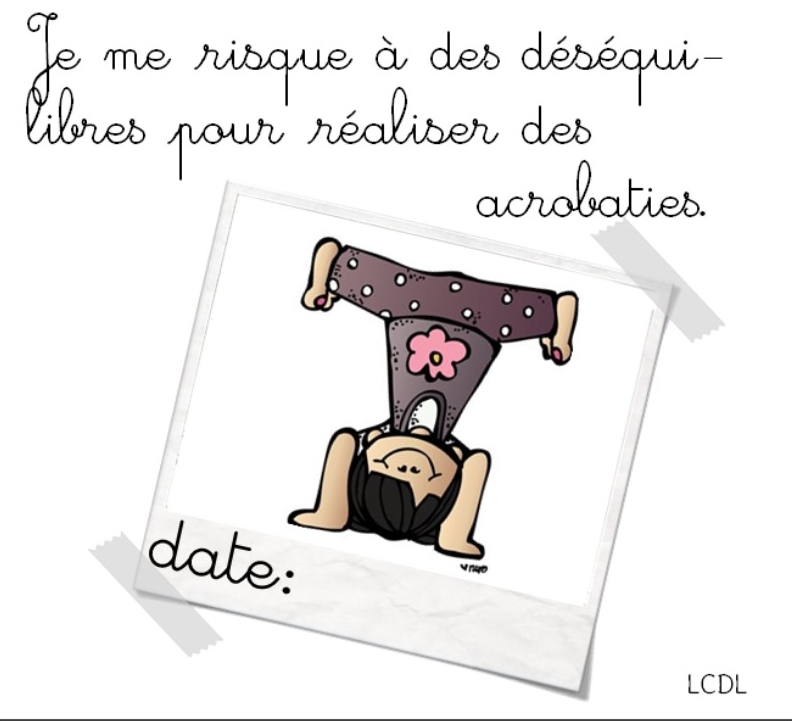 Je me risque à des déséqui-
libres pour réaliser des
acrobaties.
date:
LCDL